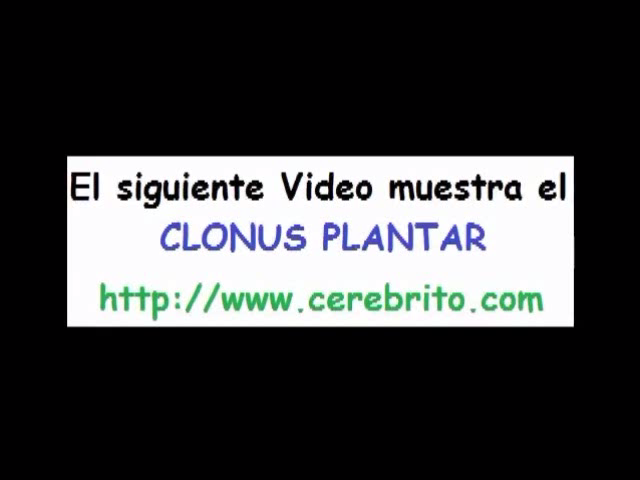 El siguiente Video muestra el
CLONUS PLANTAR
http://www.cerebrito.com